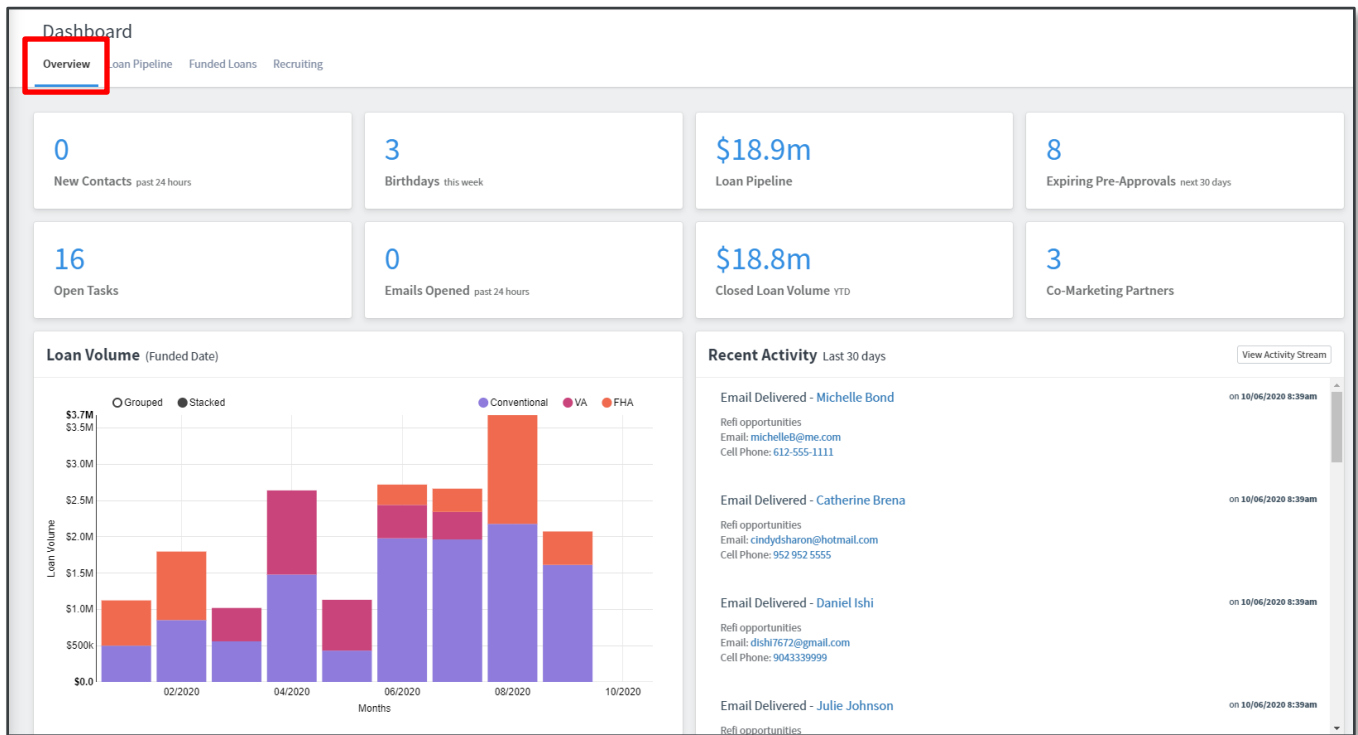 Dashboard
Overview Loan Pipeline Funded Loans Recruiting
0
New Contacts past 24 hours
3
Birthdays this week
$18.9m
Loan Pipeline
8
Expiring Pre-Approvals next 30 days
16
Open Tasks
0
Emails Opened past 24 hours
$18.8m
Closed Loan Volume YTD
3
Co-Marketing Partners
Loan Volume (Funded Date)
Grouped Stacked Conventional VA FHA
$3.7M
$3.5M
$3.0M
$2.5M
$2.0M
$1.5M
$1.0M
$500k
$0.0
Loan Volume
02/2020 04/2020 06/2020 08/2020 10/2020
Months
Recent Activity Last 30 days View Activity Stream
Email Delivered - Michelle Bond on 10/06/2020 8:39am
Refi opportunities
Email: michelleB@me.com
Cell Phone: 612-555-1111
Email Delivered - Catherine Brena on 10/06/2020 8:39am
Refi opportunities
Email: cindydsharon@hotmail.com
Cell Phone: 952 952 5555
Email Delivered - Daniel Ishi on 10/06/2020 8:39am
Refi opportunities
Email: dishi7672@gmail.com
Cell Phone: 9043339999
Email Delivered - Julie Johnson on 10/06/2020 8:39am
Refi opportunities